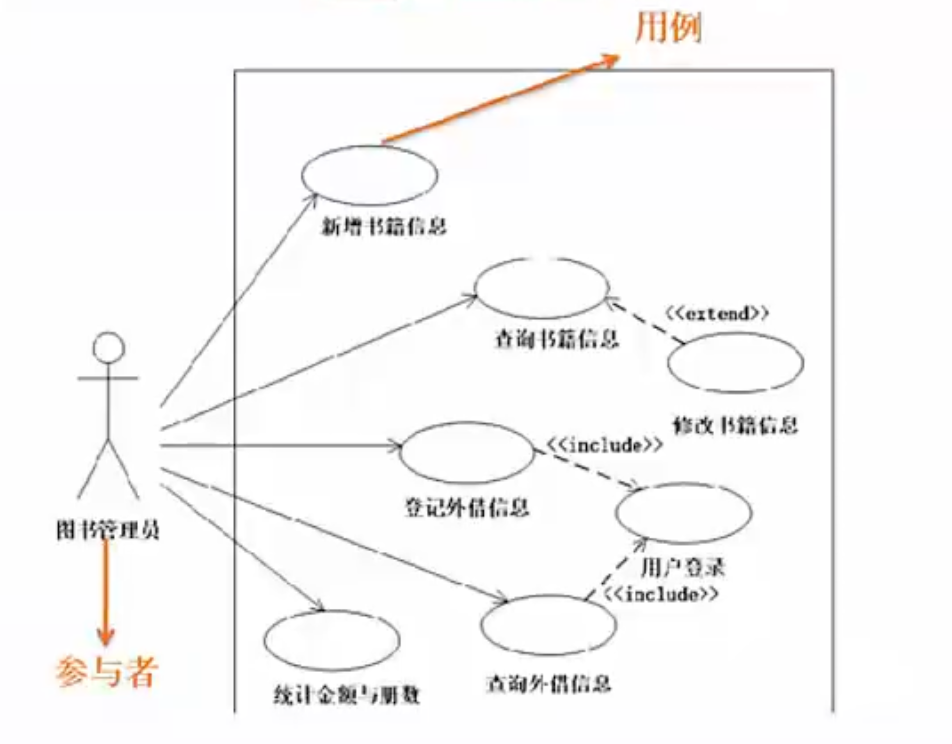 用例
新增书籍信息
查询书籍信息
<<extend>>
修改书籍信息
<<include>>
登记外借信息
图书管理员
用户登录
<<include>>
参与者
统计金额与册数
查询外借信息